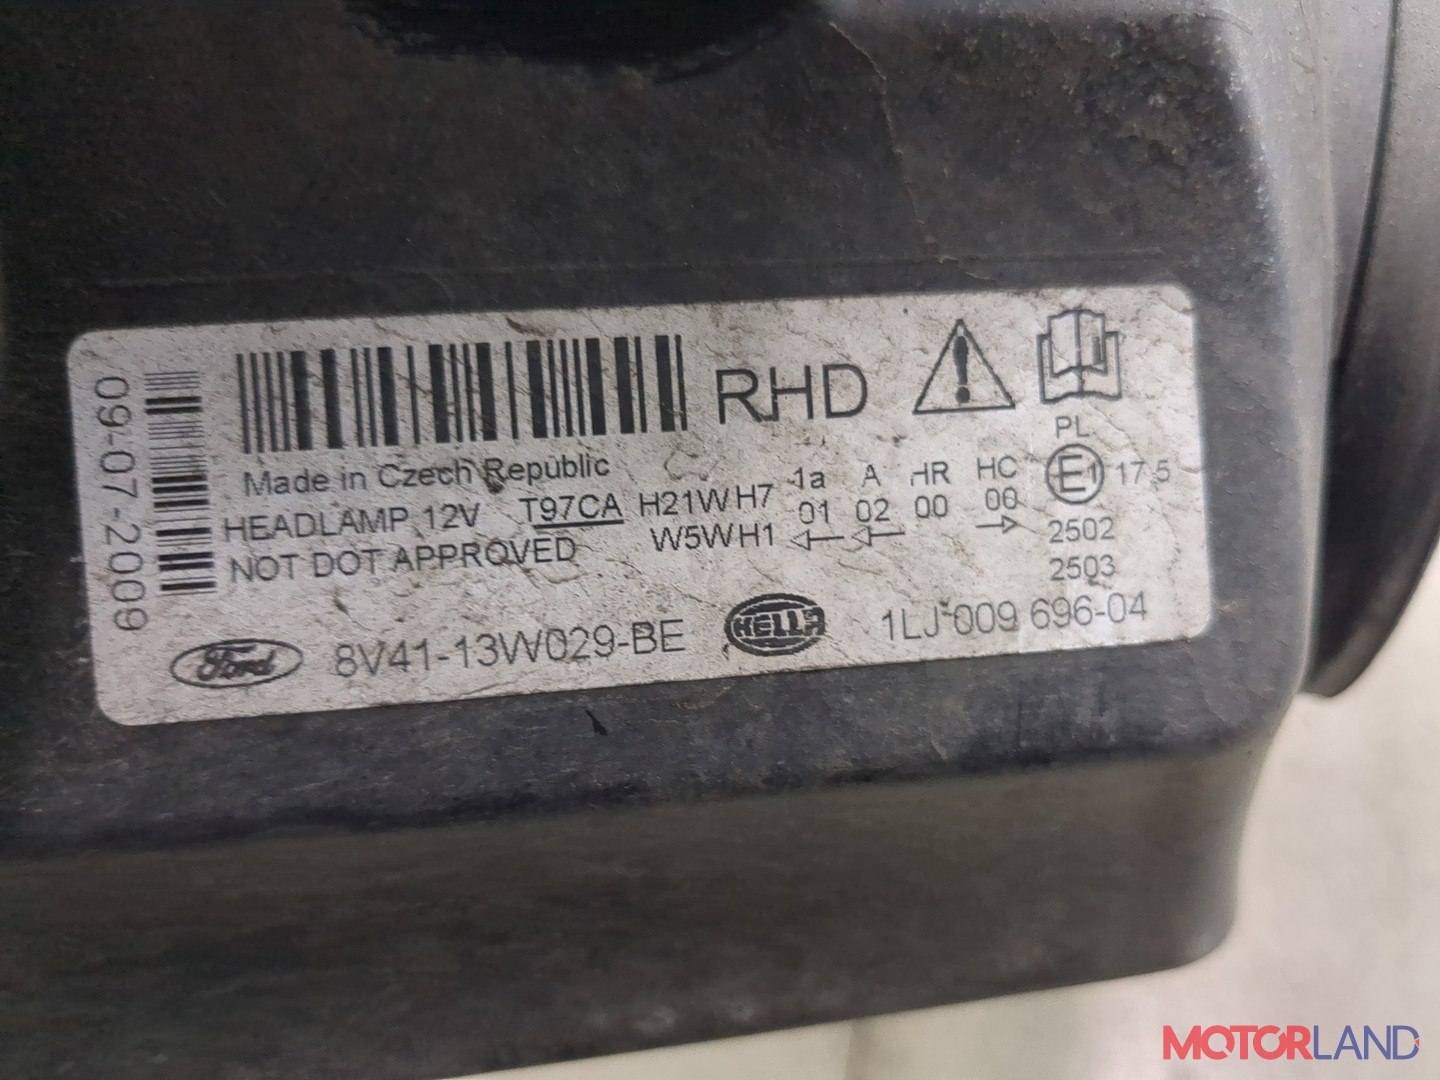 09-07-2009
RHD
Made in Czech Republic
HEADLAMP 12V T97CA H21W H7
NOT DOT APPROVED W5W H1
1a A HR HC
01 02 00 00
← ← →
PL
E1 17,5
2502
2503
Ford 8V41-13W029-BE HELLA 1LJ 009 696-04
MOTORLAND